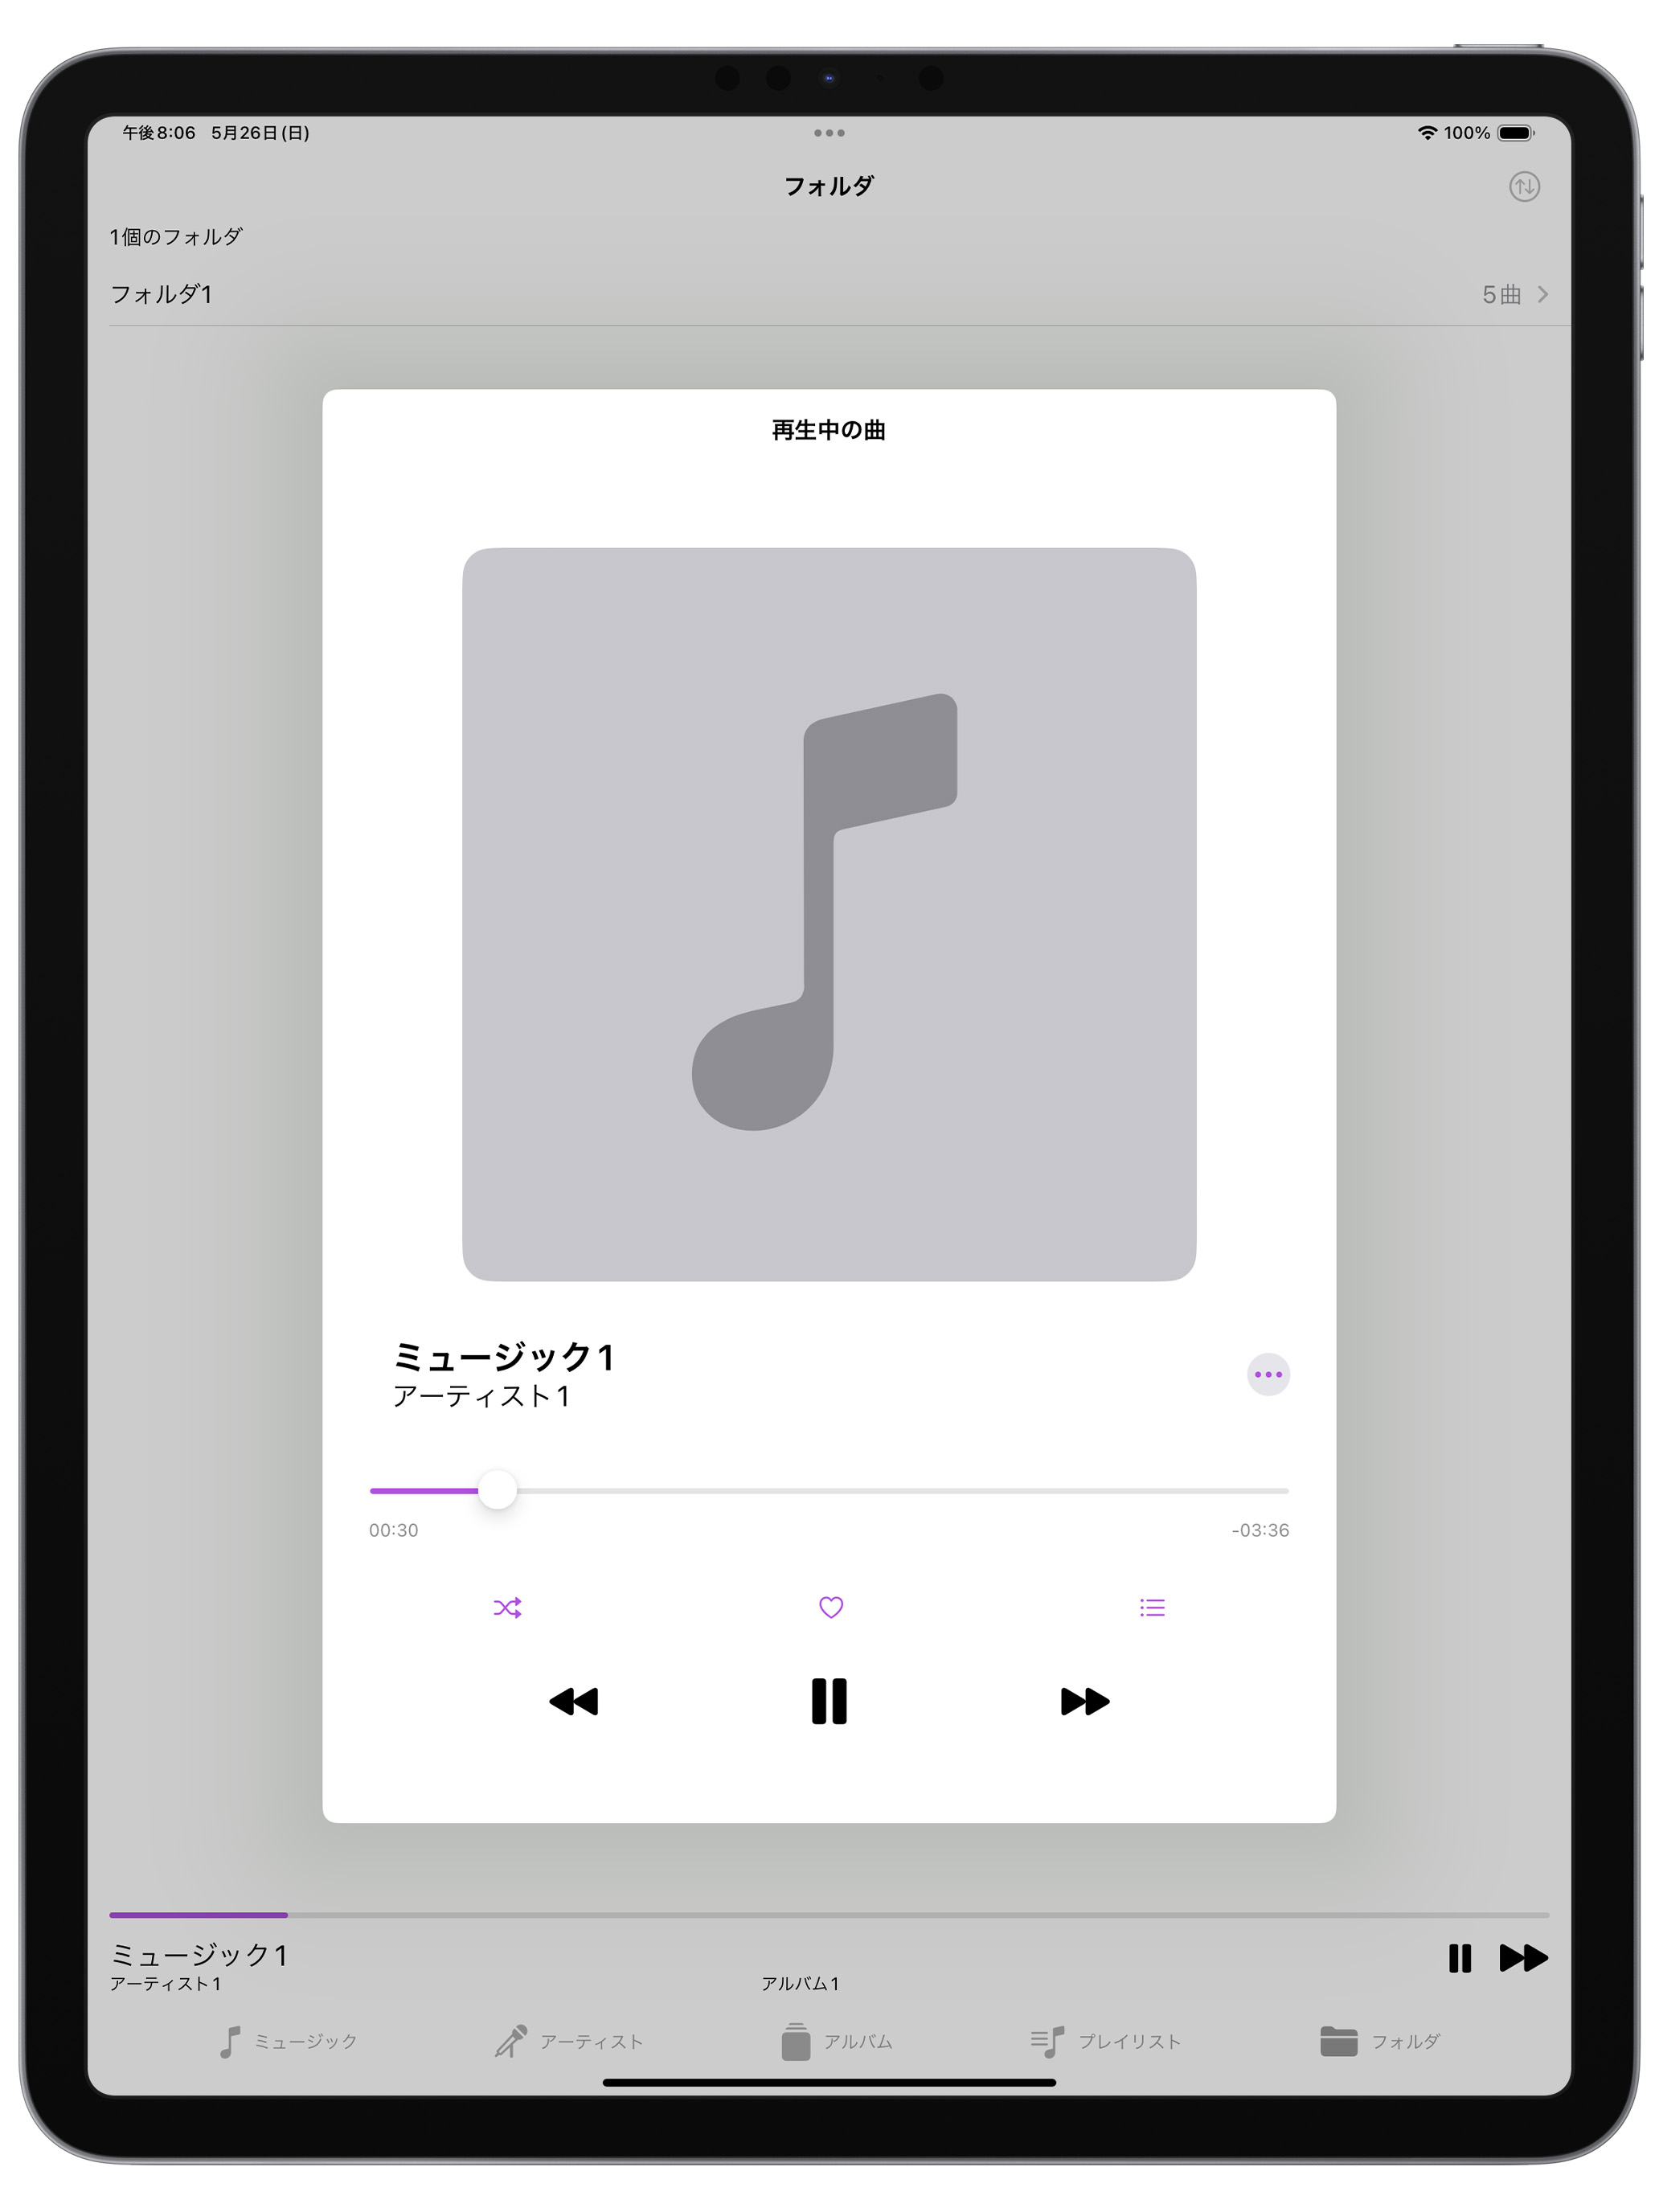 午後8:06 5月26日(日) 100%
フォルダ
1個のフォルダ
フォルダ1 5曲
再生中の曲
ミュージック1
アーティスト1
00:30 -03:36
ミュージック1
アーティスト1 アルバム1
ミュージック アーティスト アルバム プレイリスト フォルダ